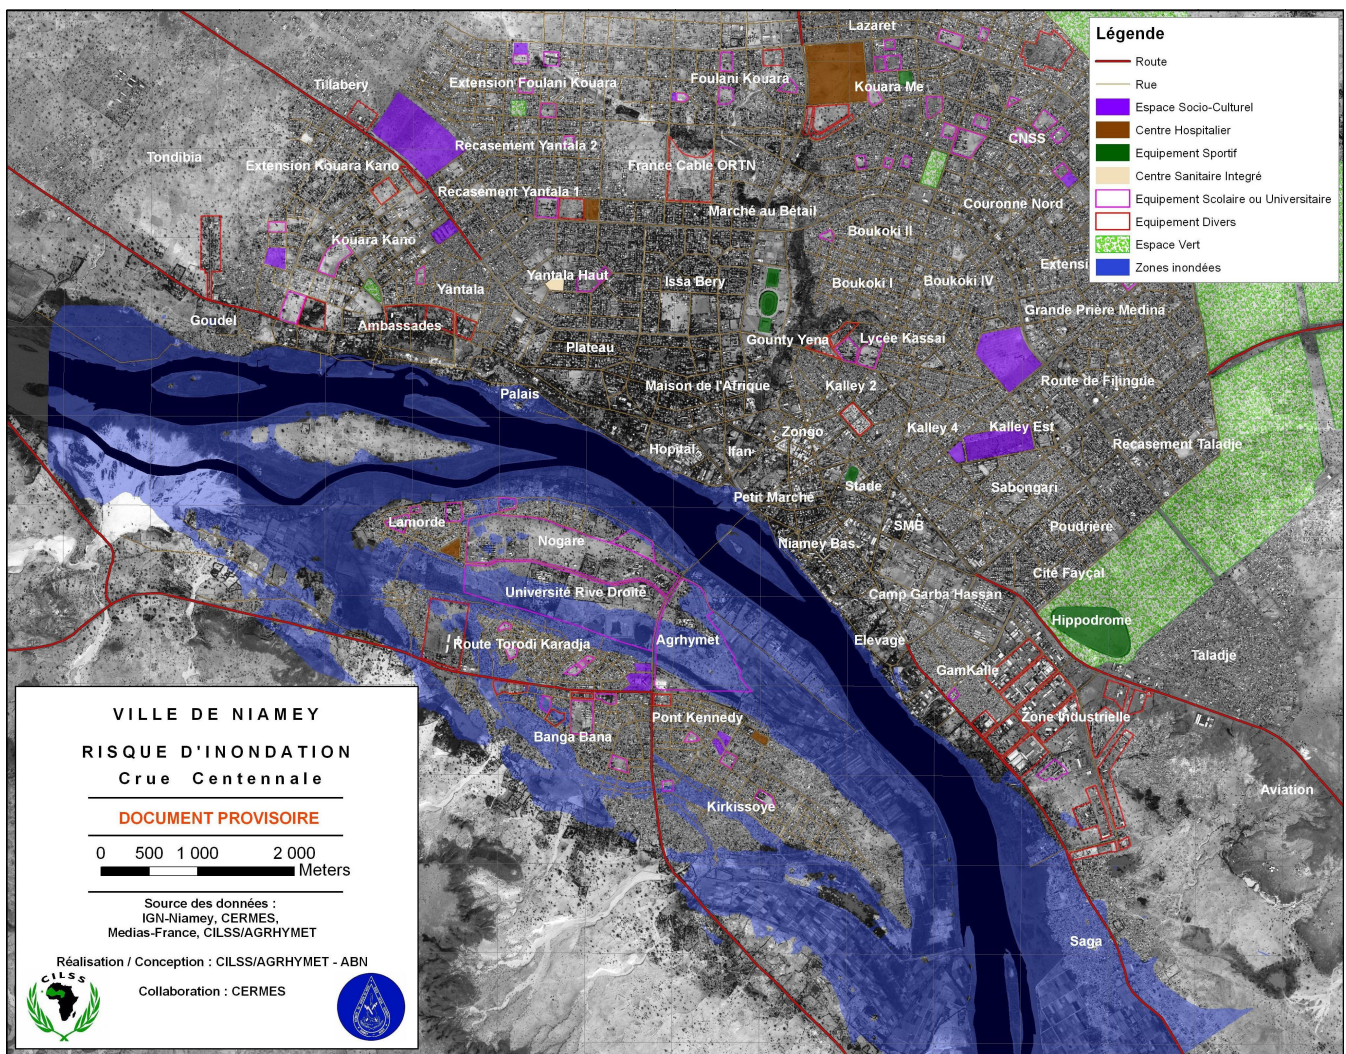 Légende
Route
Rue
Espace Socio-Culturel
Centre Hospitalier
Equipement Sportif
Centre Sanitaire Integré
Equipement Scolaire ou Universitaire
Equipement Divers
Espace Vert
Zones inondées
Lazaret
Tillabery
Extension Foulani Kouara
Foulani Kouara
Kouara Me
Tondibia
Recasement Yantala 2
CNSS
Extension Kouara Kano
France Cable ORTN
Recasement Yantala 1
Couronne Nord
Marché au Bétail
Kouara Kano
Boukoki II
Extensi
Yantala Haut
Issa Bery
Boukoki I
Boukoki IV
Yantala
Grande Prière Medina
Goudel
Ambassades
Plateau
Gounty Yena
Lycée Kassai
Palais
Maison de l'Afrique
Kalley 2
Route de Filingue
Hopital
Ifan
Zongo
Kalley 4
Kalley Est
Recasement Taladje
Petit Marché
Stade
Sabongari
Lamorde
Nogare
Niamey Bas
SMB
Poudrière
Cité Fayçal
Université Rive Droite
Camp Garba Hassan
Hippodrome
Route Torodi Karadja
Agrhymet
Elevage
Taladje
GamKalle
Pont Kennedy
Zone Industrielle
Banga Bana
Kirkissoye
Aviation
Saga
VILLE DE NIAMEY
RISQUE D'INONDATION
Crue Centennale
DOCUMENT PROVISOIRE
0 500 1 000 2 000
Meters
Source des données :
IGN-Niamey, CERMES,
Medias-France, CILSS/AGRHYMET
Réalisation / Conception : CILSS/AGRHYMET - ABN
Collaboration : CERMES
CILSS